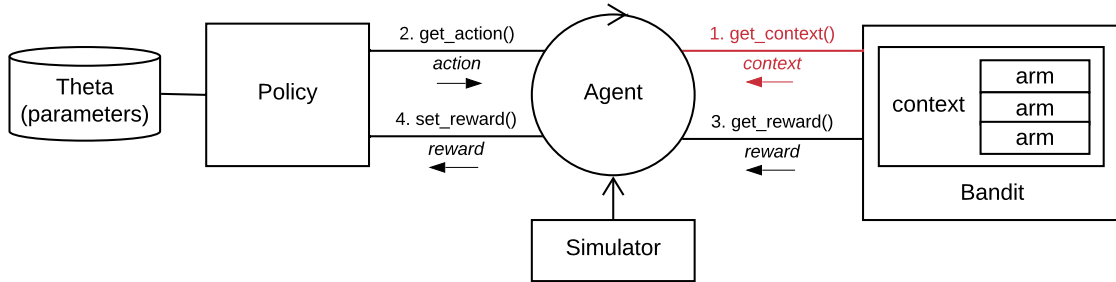 Theta
(parameters)
Policy
2. get_action()
action
4. set_reward()
reward
Agent
Simulator
1. get_context()
context
3. get_reward()
reward
context
arm
arm
arm
Bandit